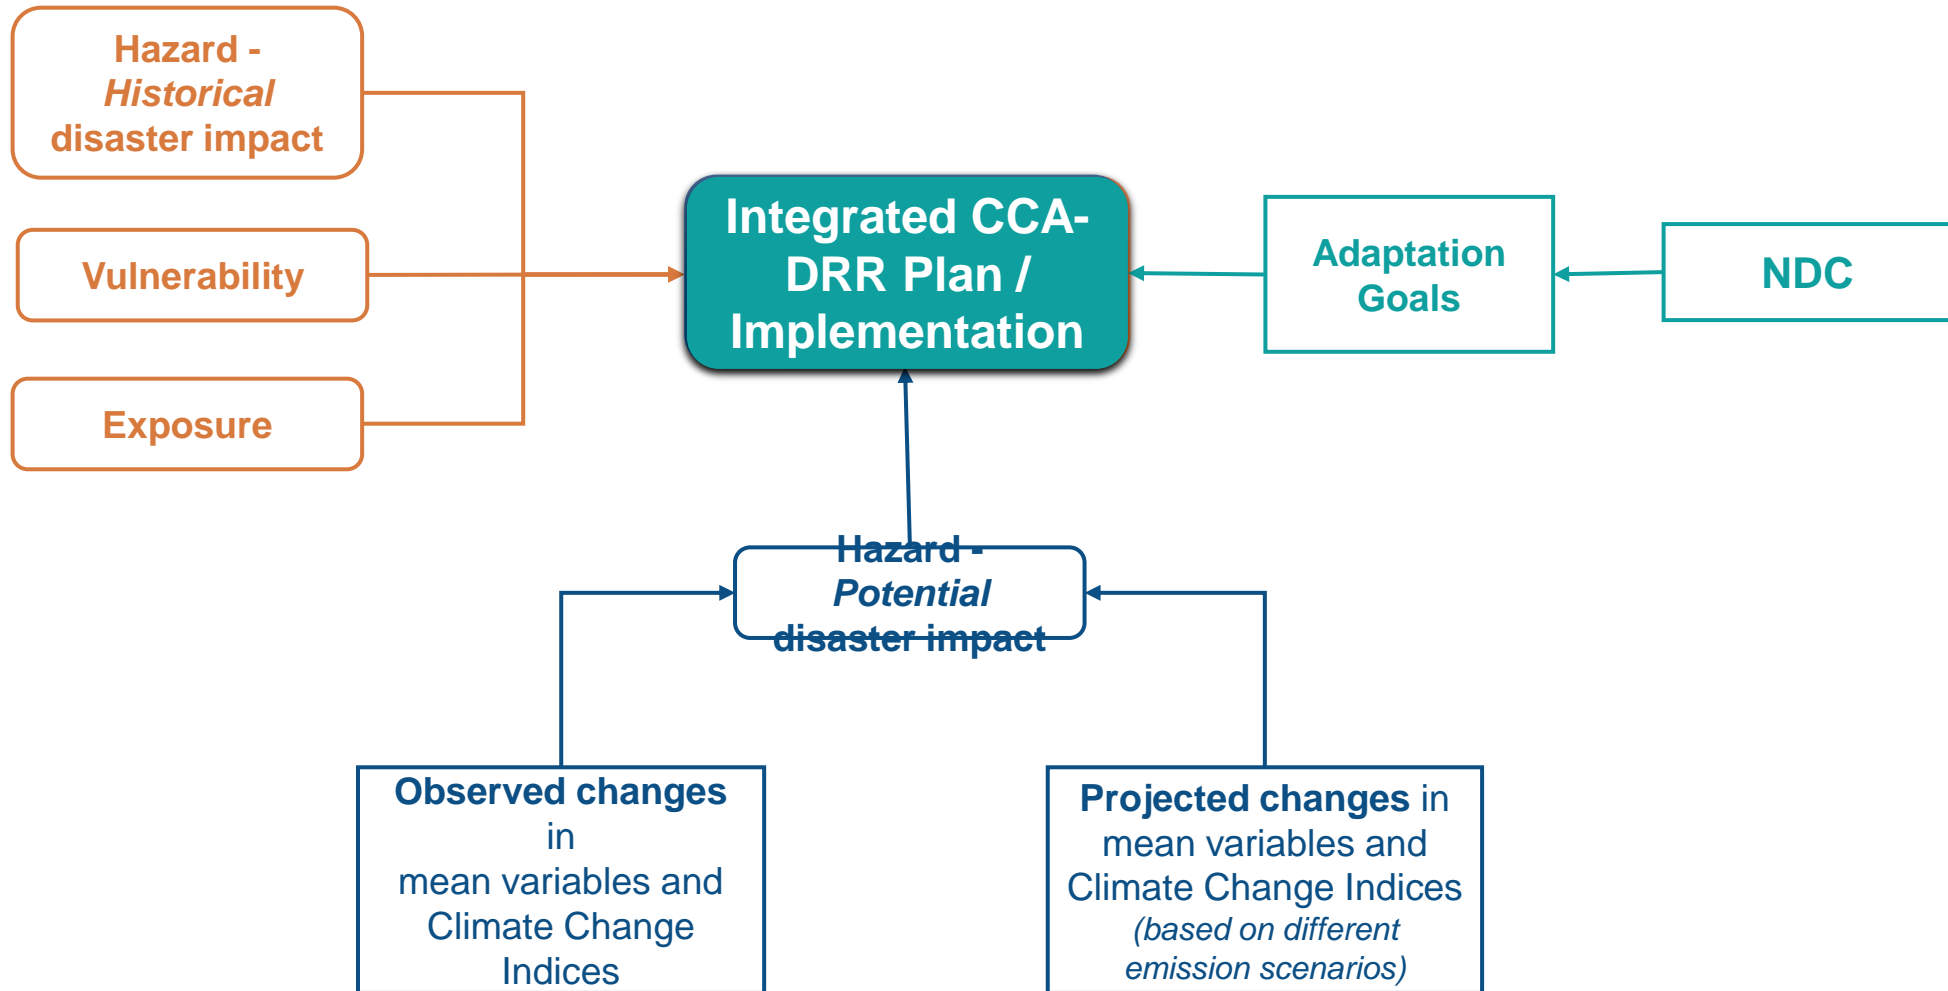 Hazard -
Historical
disaster impact
Vulnerability
Exposure
Integrated CCA-
DRR Plan /
Implementation
Adaptation
Goals
NDC
Hazard -
Potential
disaster impact
Observed changes
in
mean variables and
Climate Change
Indices
Projected changes in
mean variables and
Climate Change Indices
(based on different
emission scenarios)